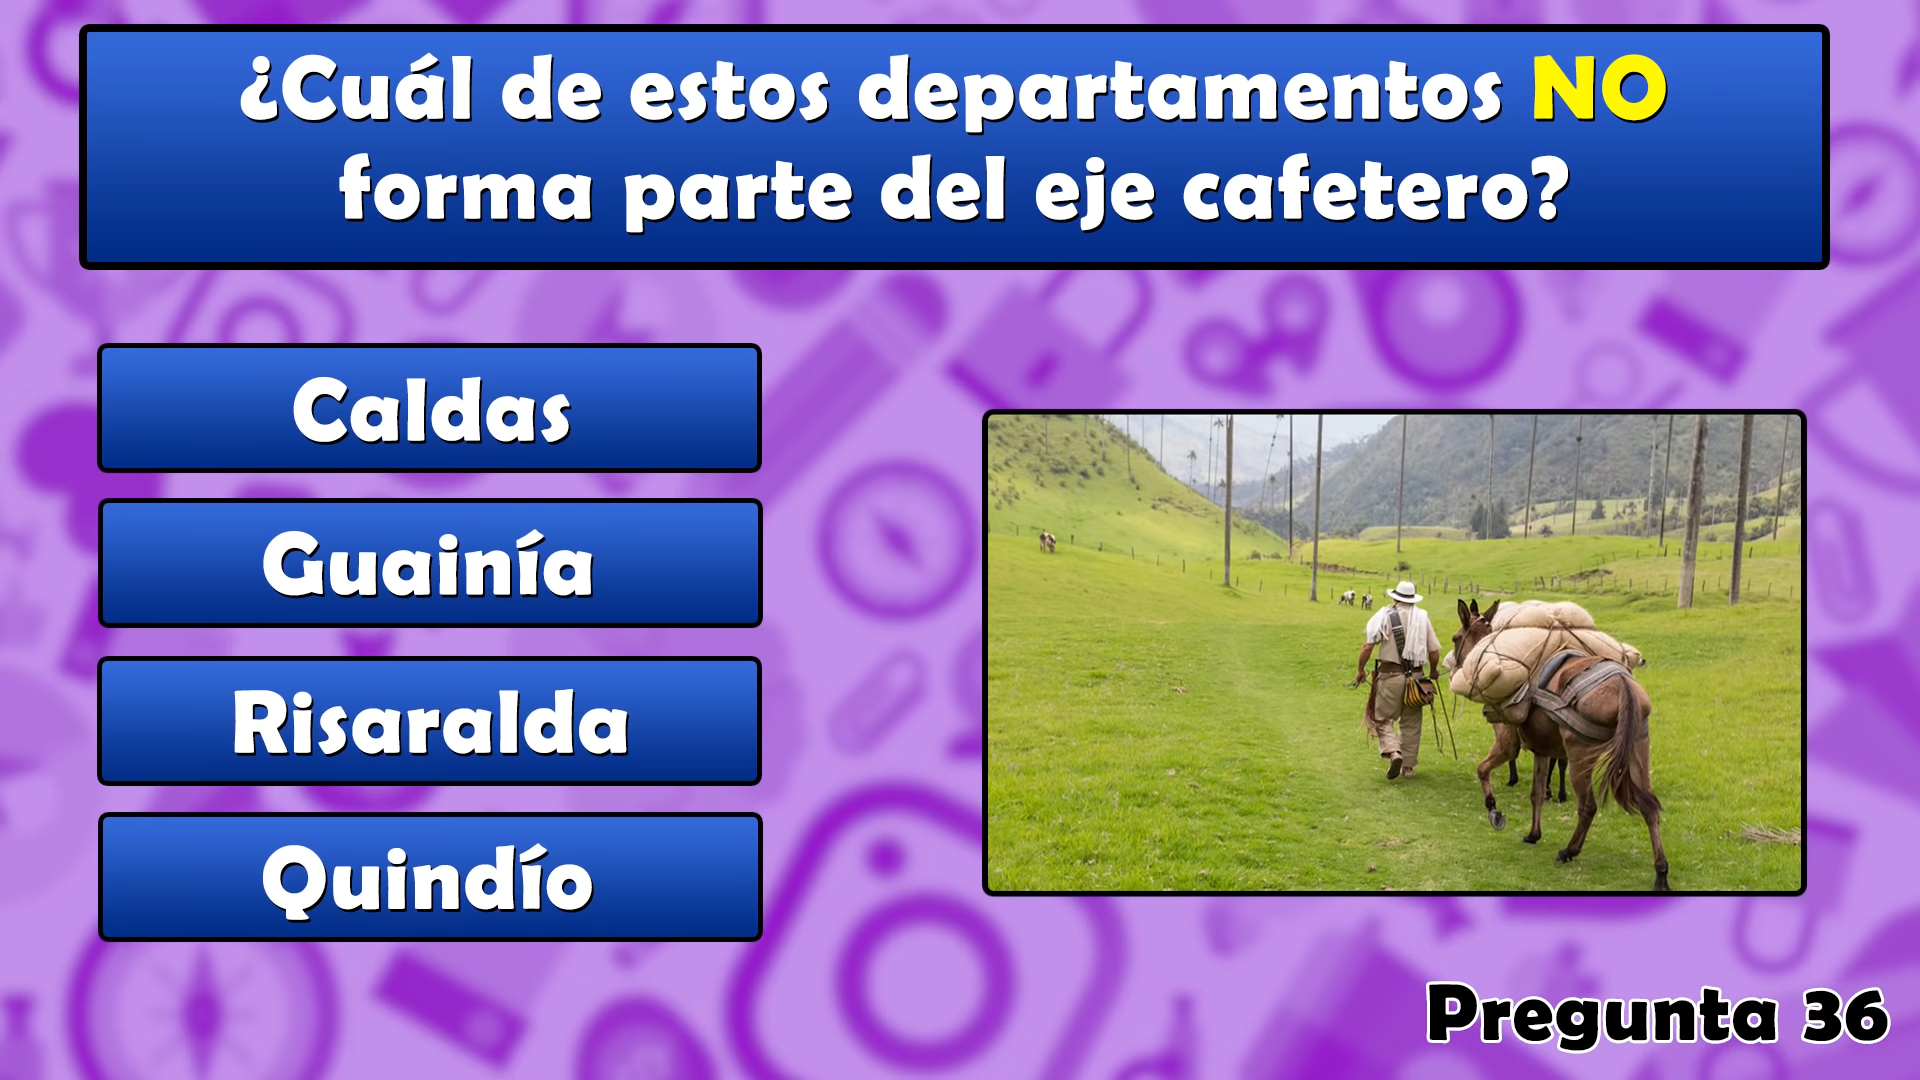 ¿Cuál de estos departamentos NO
forma parte del eje cafetero?
Caldas
Guainía
Risaralda
Quindío
Pregunta 36